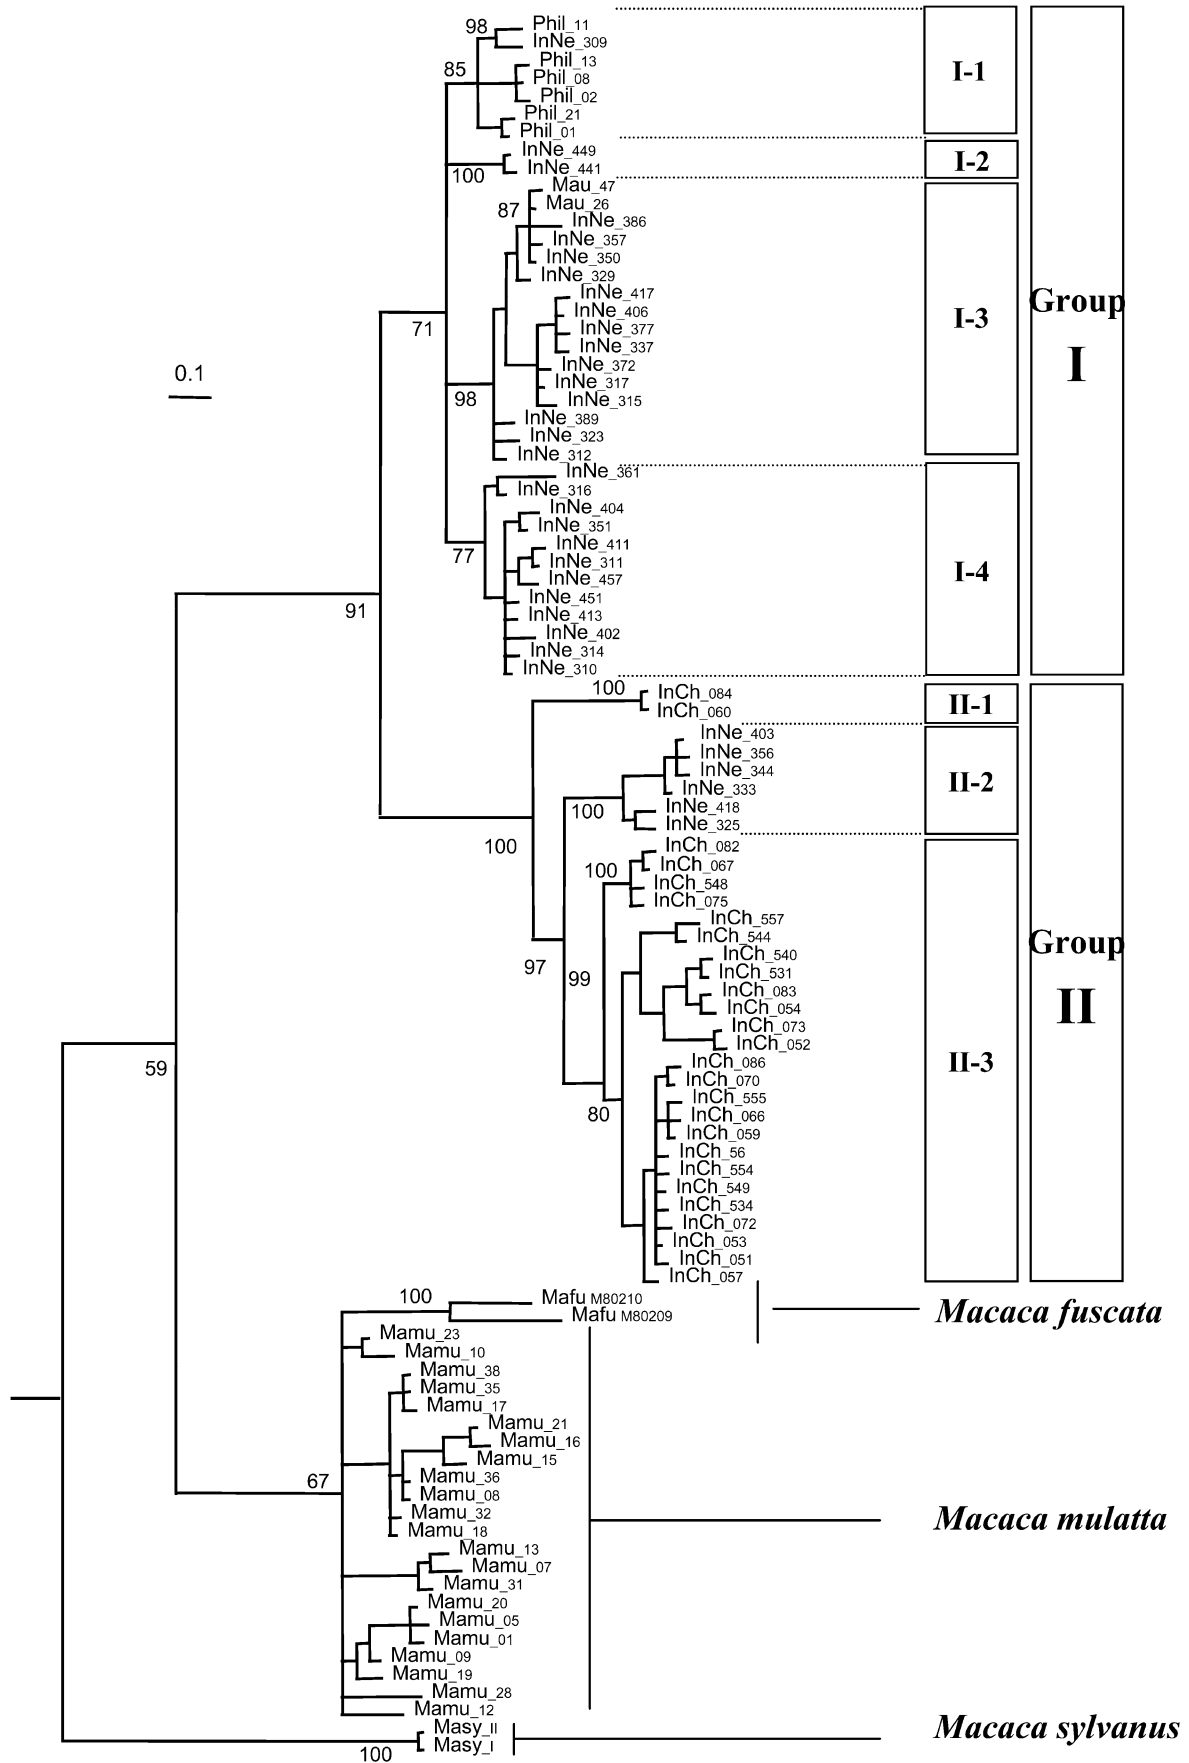 98
Phil_11
InNe_309
Phil_13
85
Phil_08
Phil_02
Phil_21
Phil_01
I-1
InNe_449
InNe_441
100
I-2
Mau_47
Mau_26
87
InNe_386
InNe_357
InNe_350
InNe_329
InNe_417
InNe_406
InNe_377
InNe_337
InNe_372
InNe_317
InNe_315
98
InNe_389
InNe_323
InNe_312
I-3
Group
I
71
0.1
InNe_361
InNe_316
InNe_404
InNe_351
InNe_411
77
InNe_311
InNe_457
InNe_451
InNe_413
InNe_402
InNe_314
InNe_310
I-4
91
100
InCh_084
InCh_060
II-1
InNe_403
InNe_356
InNe_344
InNe_333
InNe_418
InNe_325
100
II-2
100
InCh_082
InCh_067
100
InCh_548
InCh_075
InCh_557
InCh_544
InCh_540
97
99
InCh_531
InCh_083
InCh_054
InCh_073
InCh_052
InCh_086
InCh_070
InCh_555
80
InCh_066
InCh_059
InCh_56
InCh_554
InCh_549
InCh_534
InCh_072
InCh_053
InCh_051
InCh_057
II-3
Group
II
59
100
Mafu M80210
Mafu M80209
Macaca fuscata
Mamu_23
Mamu_10
Mamu_38
Mamu_35
Mamu_17
Mamu_21
Mamu_16
Mamu_15
67
Mamu_36
Mamu_08
Mamu_32
Mamu_18
Mamu_13
Mamu_07
Mamu_31
Mamu_20
Mamu_05
Mamu_01
Mamu_09
Mamu_19
Mamu_28
Mamu_12
Macaca mulatta
Masy_II
Masy_I
100
Macaca sylvanus